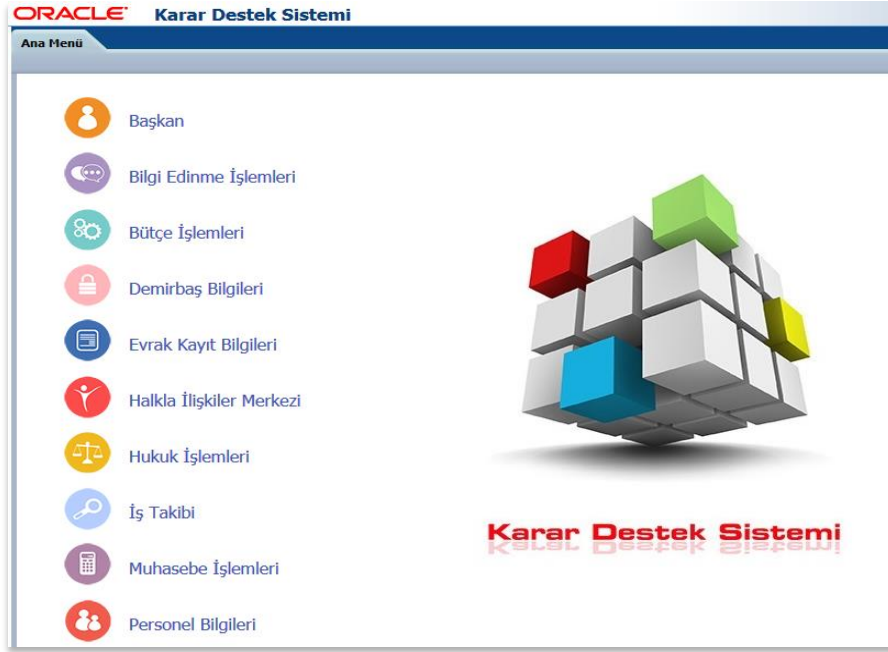 ORACLE Karar Destek Sistemi
Ana Menü
Başkan
Bilgi Edinme İşlemleri
Bütçe İşlemleri
Demirbaş Bilgileri
Evrak Kayıt Bilgileri
Halkla İlişkiler Merkezi
Hukuk İşlemleri
İş Takibi
Muhasebe İşlemleri
Personel Bilgileri
Karar Destek Sistemi